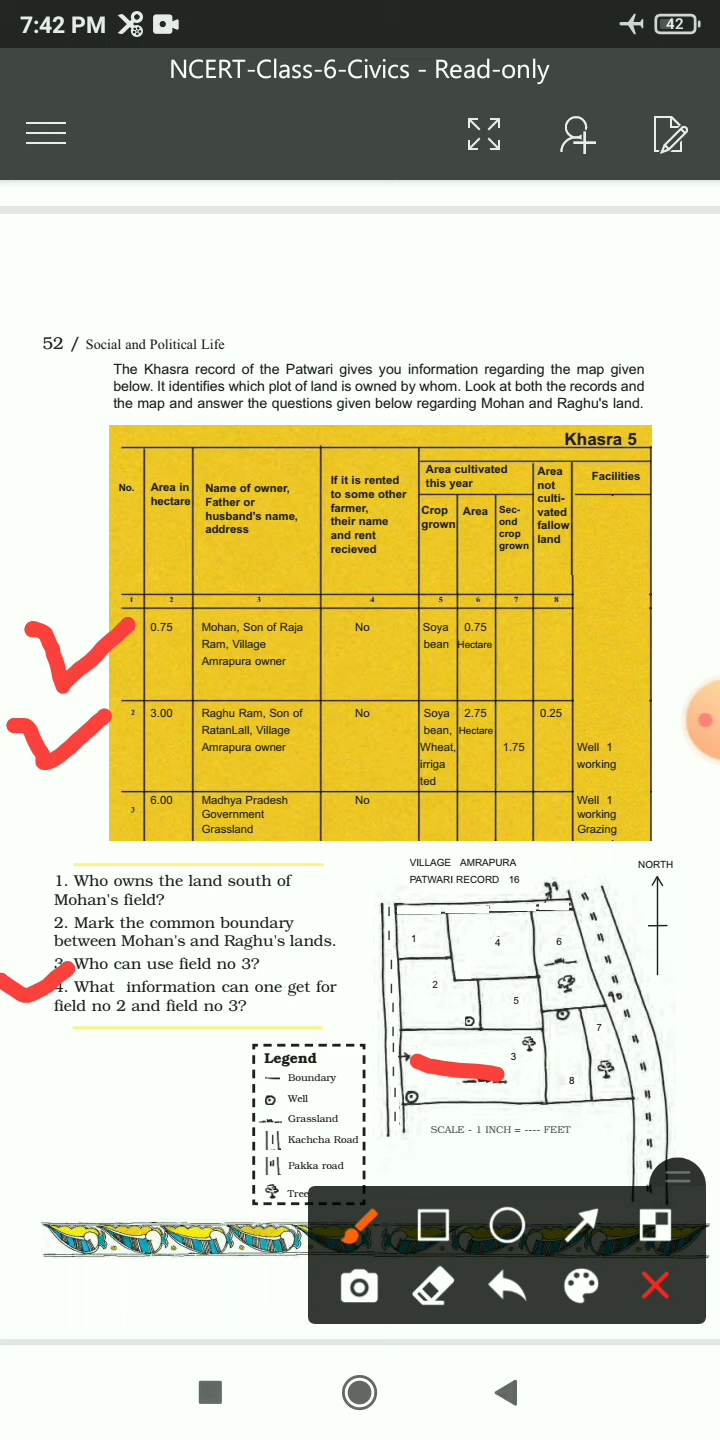 7:42 PM
42
NCERT-Class-6-Civics - Read-only
52 / Social and Political Life
The Khasra record of the Patwari gives you information regarding the map given
below. It identifies which plot of land is owned by whom. Look at both the records and
the map and answer the questions given below regarding Mohan and Raghu's land.
Khasra 5
No.
Area in
hectare
Name of owner,
Father or
husband's name,
address
If it is rented
to some other
farmer,
their name
and rent
recieved
Area cultivated
this year
Crop
grown
Area
Sec-
ond
crop
grown
Area
not
culti-
vated
fallow
land
Facilities
1 2 3 4 5 6 7 8
0.75
Mohan, Son of Raja
Ram, Village
Amrapura owner
No
Soya
bean
0.75
Hectare
2
3.00
Raghu Ram, Son of
RatanLall, Village
Amrapura owner
No
Soya
bean,
Wheat,
irriga
ted
2.75
Hectare
1.75
0.25
Well 1
working
3
6.00
Madhya Pradesh
Government
Grassland
No
Well 1
working
Grazing
1. Who owns the land south of
Mohan's field?
2. Mark the common boundary
between Mohan's and Raghu's lands.
3. Who can use field no 3?
4. What information can one get for
field no 2 and field no 3?
VILLAGE AMRAPURA
PATWARI RECORD 16
NORTH
1
4
6
2
5
7
3
8
SCALE - 1 INCH = ---- FEET
Legend
Boundary
Well
Grassland
Kachcha Road
Pakka road
Tree